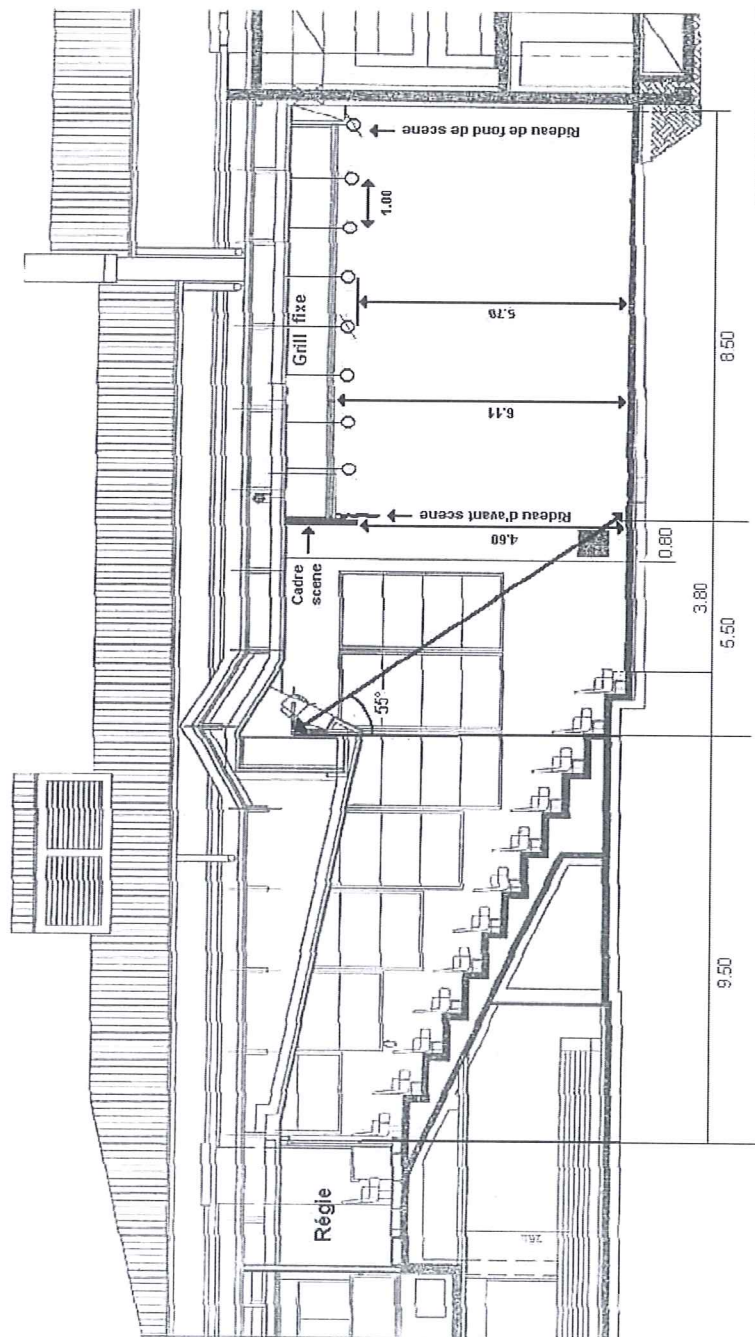 Rideau de fond de scene
1.00
Grill fixe
5.78
6.11
8.50
Rideau d'avant scene
Cadre
scene
4.60
0.80
3.80
5.50
55°
9.50
Régie